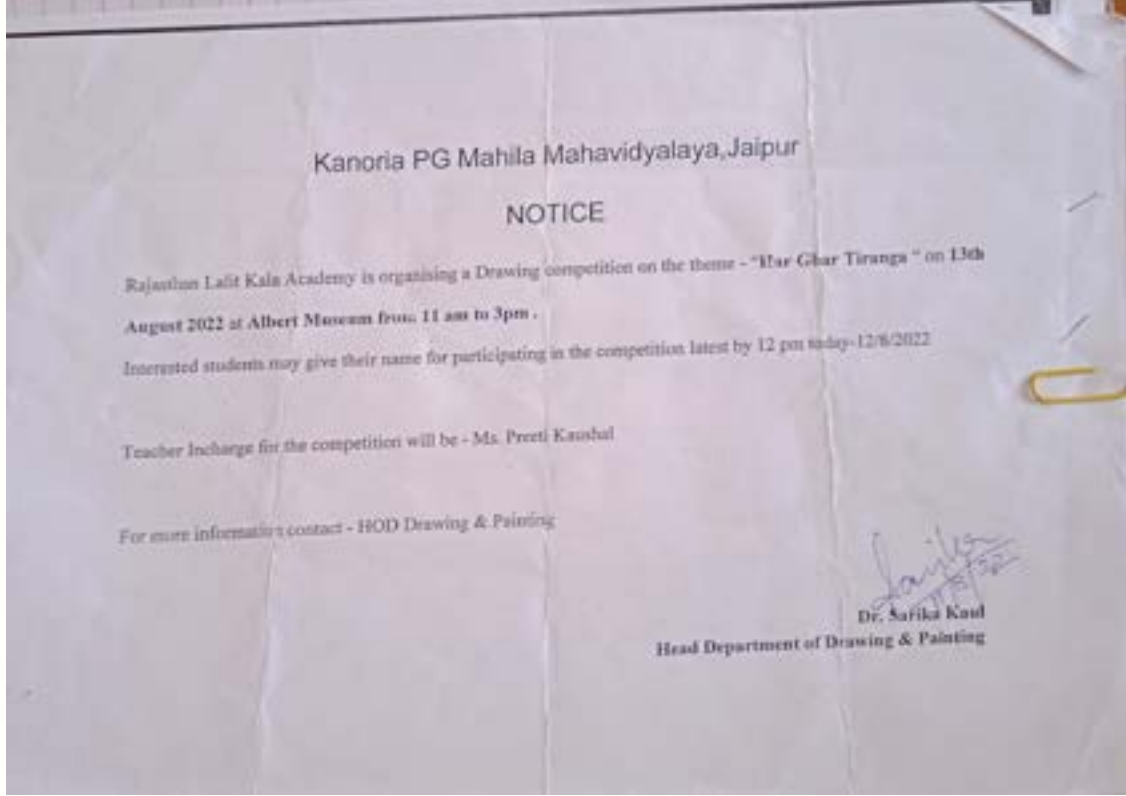 Kanoria PG Mahila Mahavidyalaya,Jaipur
NOTICE
Rajasthan Lalit Kala Academy is organising a Drawing competition on the theme - "Har Ghar Tiranga " on 13th
August 2022 at Albert Museum from 11 am to 3pm .
Interested students may give their name for participating in the competition latest by 12 pm today-12/8/2022
Teacher Incharge for the competition will be - Ms. Preeti Kaushal
For more information contact - HOD Drawing & Painting
Sarika
Dr. Sarika Kaul
Head Department of Drawing & Painting